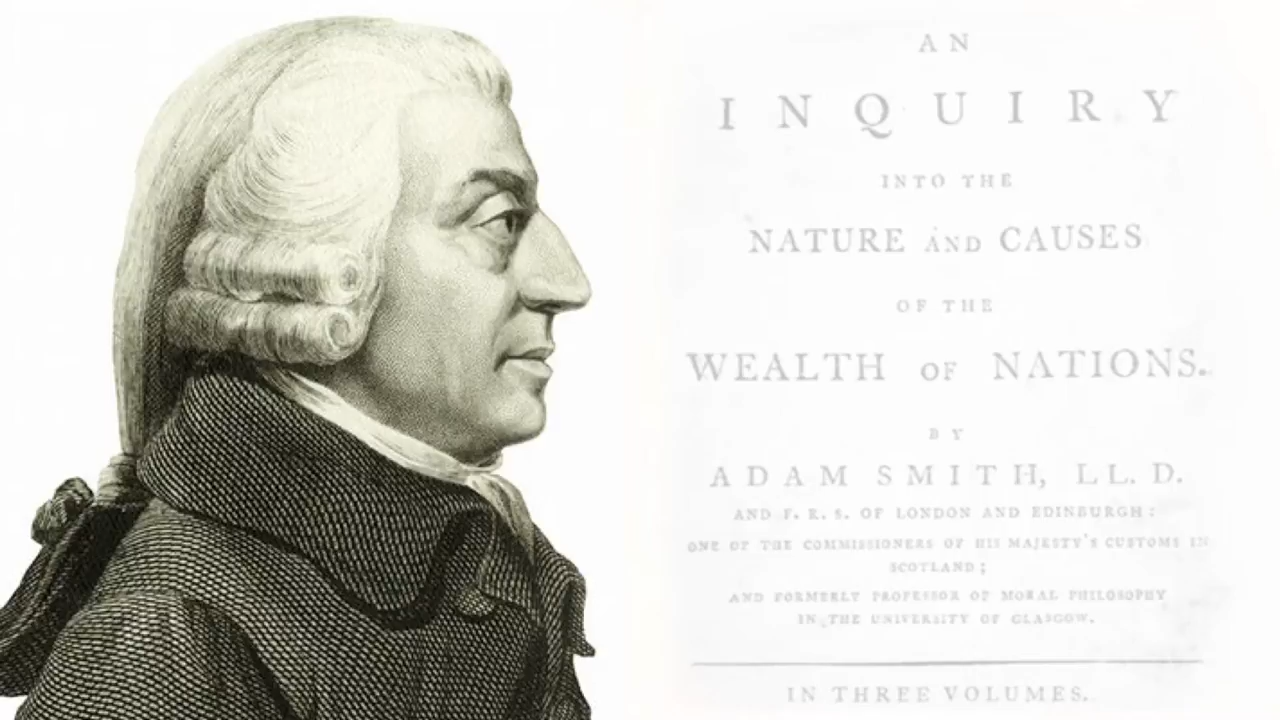 AN
INQUIRY
INTO THE
NATURE AND CAUSES
OF THE
WEALTH OF NATIONS.
BY
ADAM SMITH, LL. D.
AND F. R. S. OF LONDON AND EDINBURGH:
ONE OF THE COMMISSIONERS OF HIS MAJESTY'S CUSTOMS IN
SCOTLAND;
AND FORMERLY PROFESSOR OF MORAL PHILOSOPHY
IN THE UNIVERSITY OF GLASGOW.
IN THREE VOLUMES.